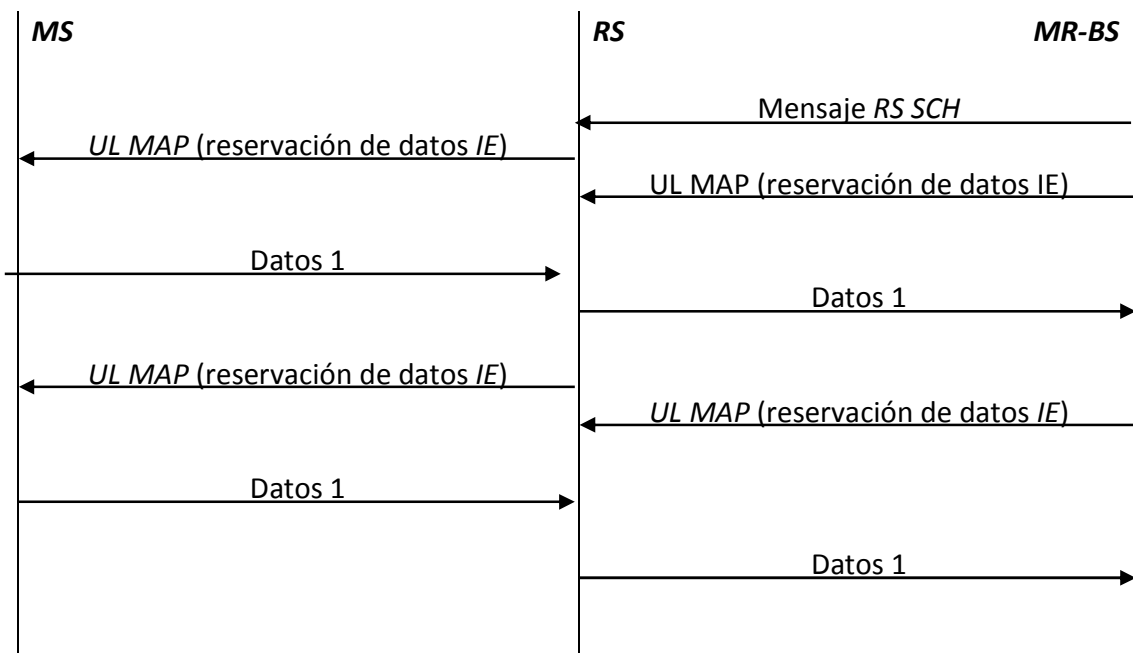 MS RS MR-BS
Mensaje RS SCH
UL MAP (reservación de datos IE)
UL MAP (reservación de datos IE)
Datos 1
Datos 1
UL MAP (reservación de datos IE)
UL MAP (reservación de datos IE)
Datos 1
Datos 1